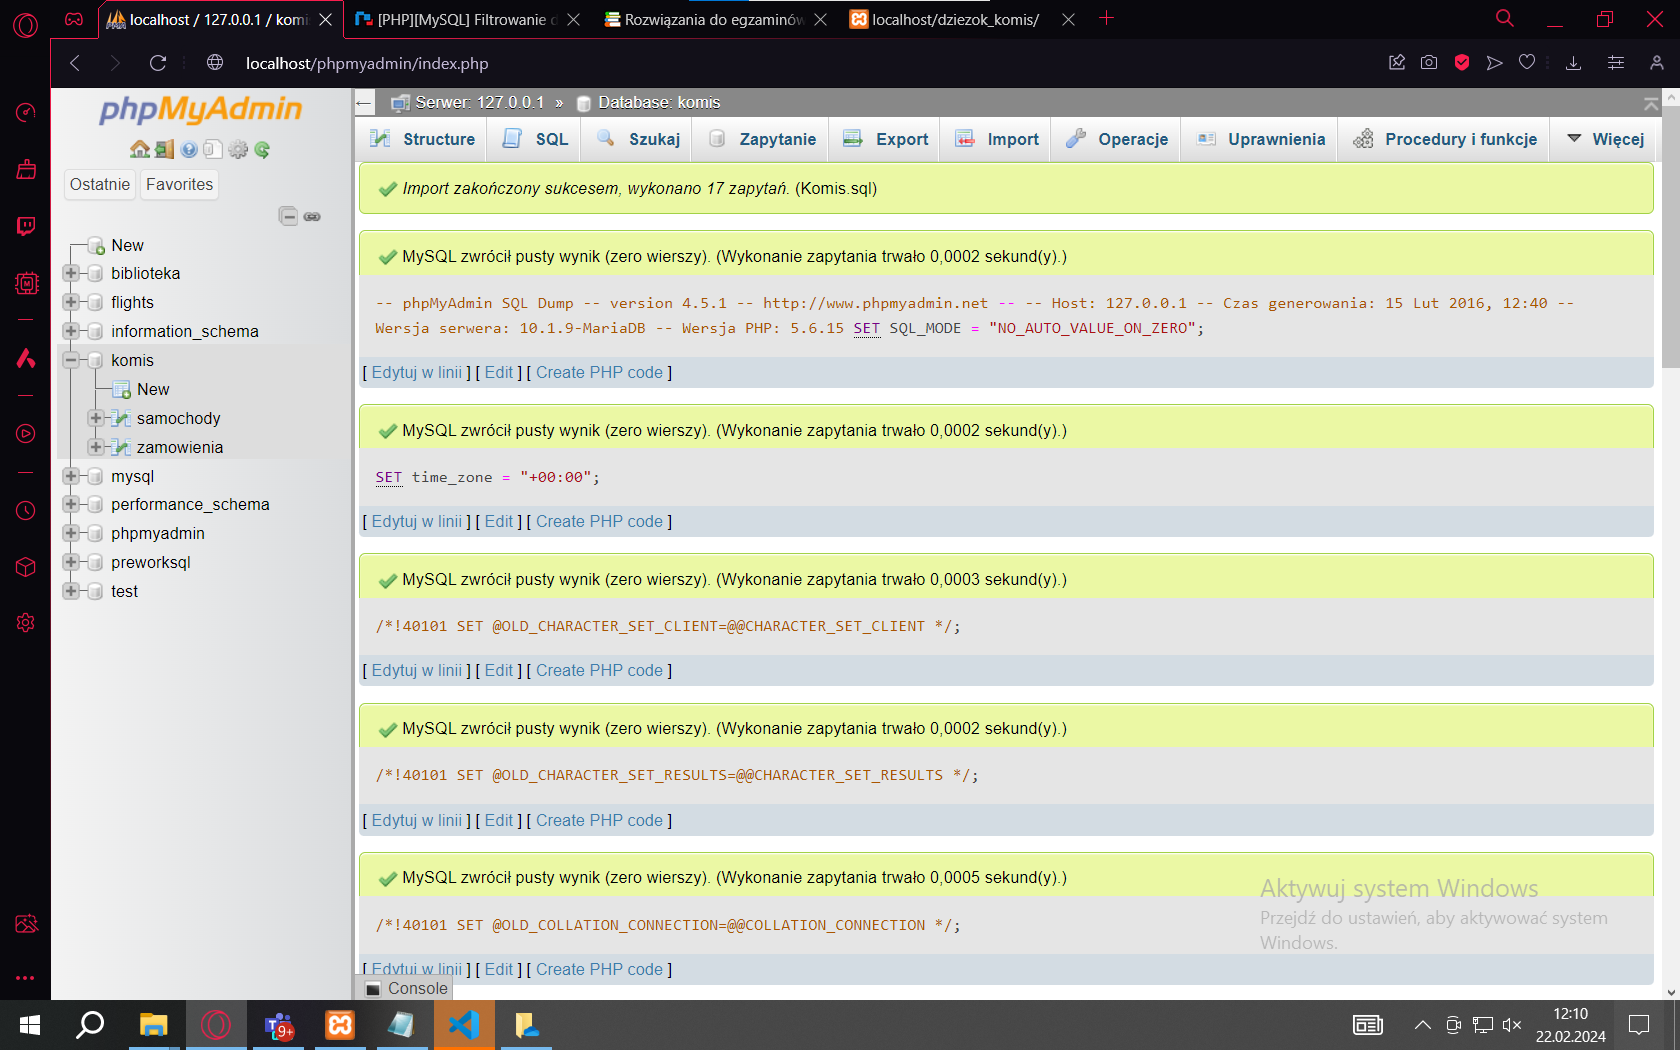 localhost / 127.0.0.1 / komi
[PHP][MySQL] Filtrowanie d
Rozwiązania do egzaminów
localhost/dziezok_komis/
localhost/phpmyadmin/index.php
phpMyAdmin
Ostatnie
Favorites
New
biblioteka
flights
information_schema
komis
New
samochody
zamowienia
mysql
performance_schema
phpmyadmin
preworksql
test
Serwer: 127.0.0.1 » Database: komis
Structure
SQL
Szukaj
Zapytanie
Export
Import
Operacje
Uprawnienia
Procedury i funkcje
Więcej
Import zakończony sukcesem, wykonano 17 zapytań. (Komis.sql)
MySQL zwrócił pusty wynik (zero wierszy). (Wykonanie zapytania trwało 0,0002 sekund(y).)
-- phpMyAdmin SQL Dump -- version 4.5.1 -- http://www.phpmyadmin.net -- -- Host: 127.0.0.1 -- Czas generowania: 15 Lut 2016, 12:40 --
Wersja serwera: 10.1.9-MariaDB -- Wersja PHP: 5.6.15 SET SQL_MODE = "NO_AUTO_VALUE_ON_ZERO";
[ Edytuj w linii ] [ Edit ] [ Create PHP code ]
MySQL zwrócił pusty wynik (zero wierszy). (Wykonanie zapytania trwało 0,0002 sekund(y).)
SET time_zone = "+00:00";
[ Edytuj w linii ] [ Edit ] [ Create PHP code ]
MySQL zwrócił pusty wynik (zero wierszy). (Wykonanie zapytania trwało 0,0003 sekund(y).)
/*!40101 SET @OLD_CHARACTER_SET_CLIENT=@@CHARACTER_SET_CLIENT */;
[ Edytuj w linii ] [ Edit ] [ Create PHP code ]
MySQL zwrócił pusty wynik (zero wierszy). (Wykonanie zapytania trwało 0,0002 sekund(y).)
/*!40101 SET @OLD_CHARACTER_SET_RESULTS=@@CHARACTER_SET_RESULTS */;
[ Edytuj w linii ] [ Edit ] [ Create PHP code ]
MySQL zwrócił pusty wynik (zero wierszy). (Wykonanie zapytania trwało 0,0005 sekund(y).)
/*!40101 SET @OLD_COLLATION_CONNECTION=@@COLLATION_CONNECTION */;
[ Edytuj w linii ] [ Edit ] [ Create PHP code ]
Console
Aktywuj system Windows
Przejdź do ustawień, aby aktywować system
Windows.
9+
12:10
22.02.2024